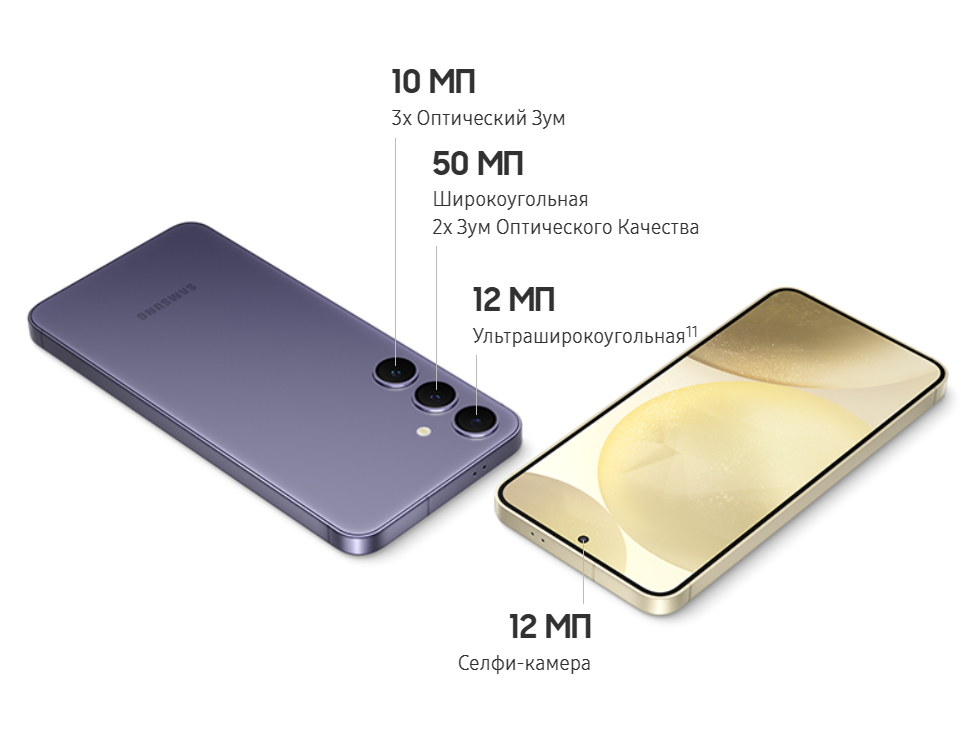 10 МП
3x Оптический Зум
50 МП
Широкоугольная
2x Зум Оптического Качества
12 МП
Ультраширокоугольная¹¹
SAMSUNG
12 МП
Селфи-камера